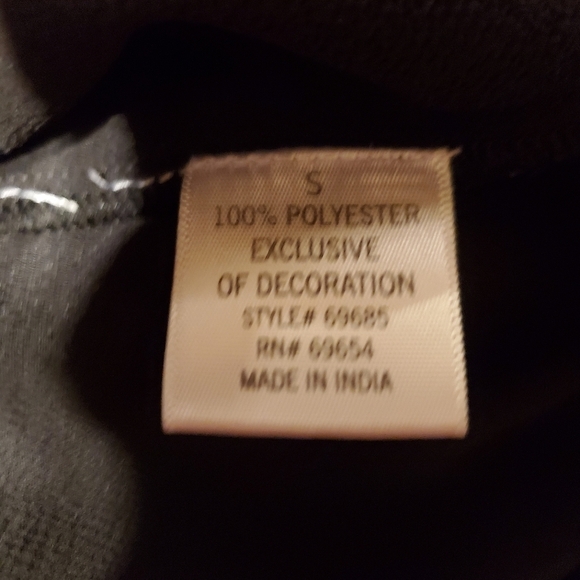 S
100% POLYESTER
EXCLUSIVE
OF DECORATION
STYLE# 69685
RN# 69654
MADE IN INDIA